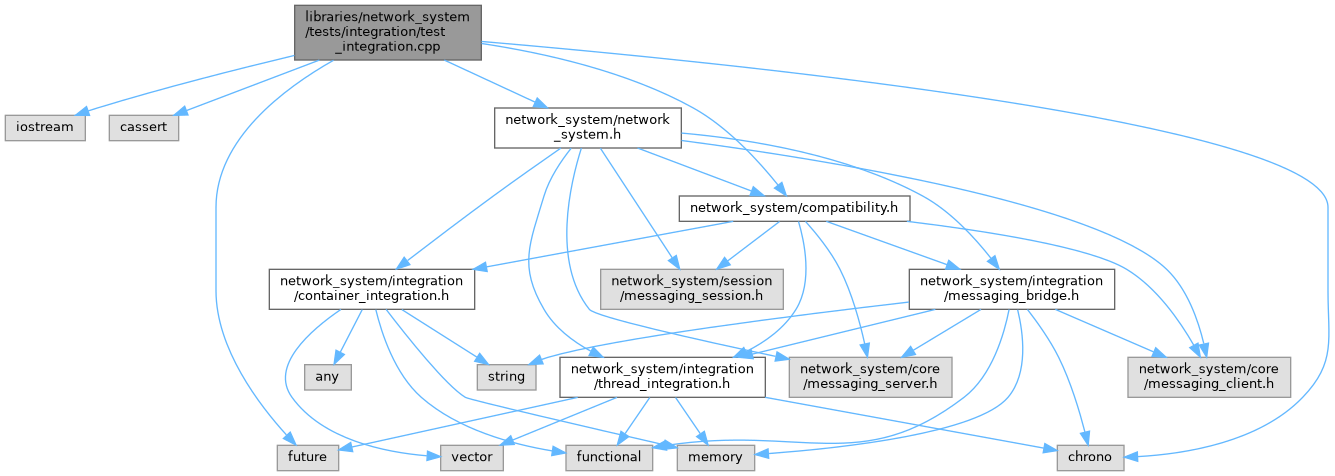 libraries/network_system
/tests/integration/test
_integration.cpp
iostream
cassert
network_system/network
_system.h
network_system/compatibility.h
network_system/integration
/container_integration.h
network_system/session
/messaging_session.h
network_system/integration
/messaging_bridge.h
any
string
network_system/integration
/thread_integration.h
network_system/core
/messaging_server.h
network_system/core
/messaging_client.h
future
vector
functional
memory
chrono